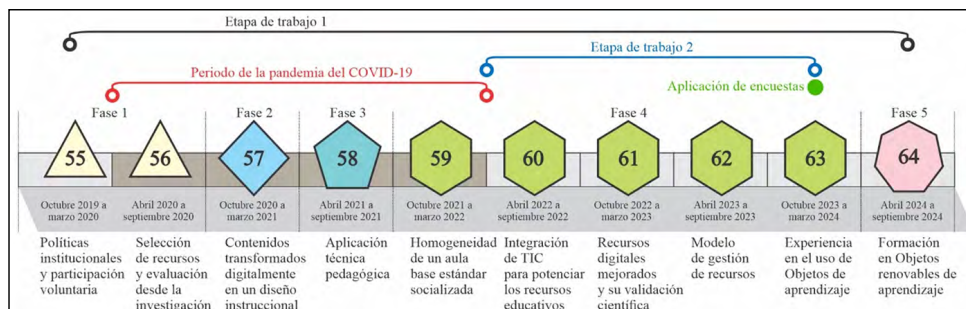 Etapa de trabajo 1
Etapa de trabajo 2
Periodo de la pandemia del COVID-19
Aplicación de encuestas
Fase 1
Fase 2
Fase 3
Fase 4
Fase 5
55
56
57
58
59
60
61
62
63
64
Octubre 2019 a
marzo 2020
Abril 2020 a
septiembre 2020
Octubre 2020 a
marzo 2021
Abril 2021 a
septiembre 2021
Octubre 2021 a
marzo 2022
Abril 2022 a
septiembre 2022
Octubre 2022 a
marzo 2023
Abril 2023 a
septiembre 2023
Octubre 2023 a
marzo 2024
Abril 2024 a
septiembre 2024
Políticas
institucionales
y participación
voluntaria
Selección
de recursos
y evaluación
desde la
investigación
Contenidos
transformados
digitalmente
en un diseño
instruccional
Aplicación
técnica
pedagógica
Homogeneidad
de un aula
base estándar
socializada
Integración
de TIC
para potenciar
los recursos
educativos
Recursos
digitales
mejorados
y su validación
científica
Modelo
de gestión
de recursos
Experiencia
en el uso de
Objetos de
aprendizaje
Formación
en Objetos
renovables de
aprendizaje